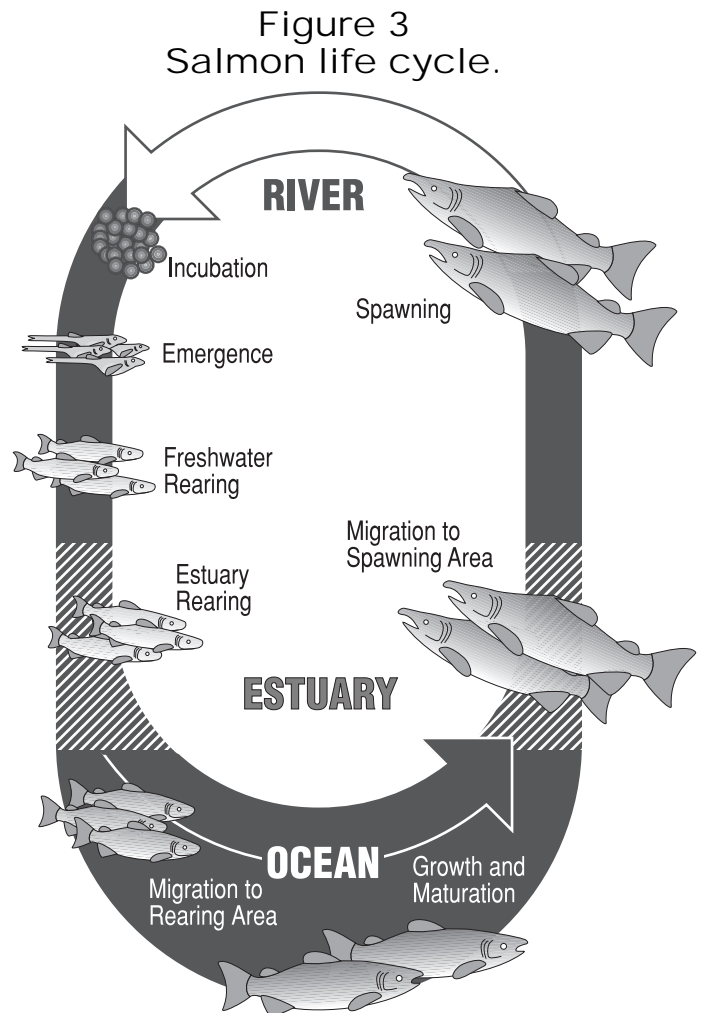 Figure 3
Salmon life cycle.
RIVER
Incubation
Spawning
Emergence
Freshwater
Rearing
Migration to
Spawning Area
Estuary
Rearing
ESTUARY
OCEAN
Growth and
Maturation
Migration to
Rearing Area